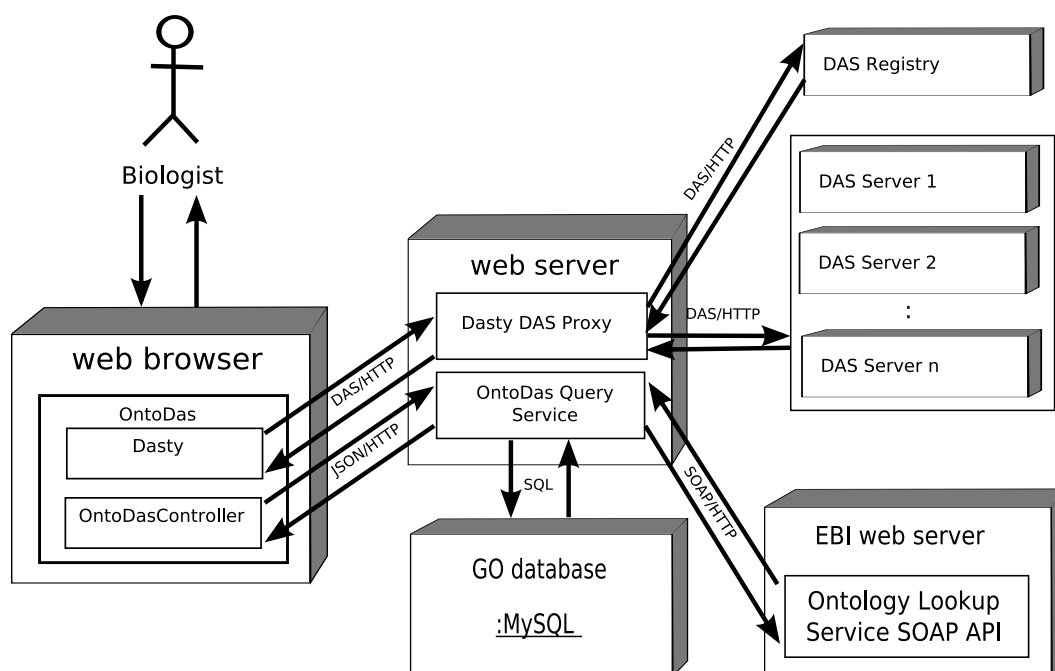 Biologist
web browser
OntoDas
Dasty
OntoDasController
DAS/HTTP
JSON/HTTP
web server
Dasty DAS Proxy
OntoDas Query
Service
SQL
GO database
:MySQL
DAS/HTTP
DAS/HTTP
SOAP/HTTP
DAS Registry
DAS Server 1
DAS Server 2
:
DAS Server n
EBI web server
Ontology Lookup
Service SOAP API